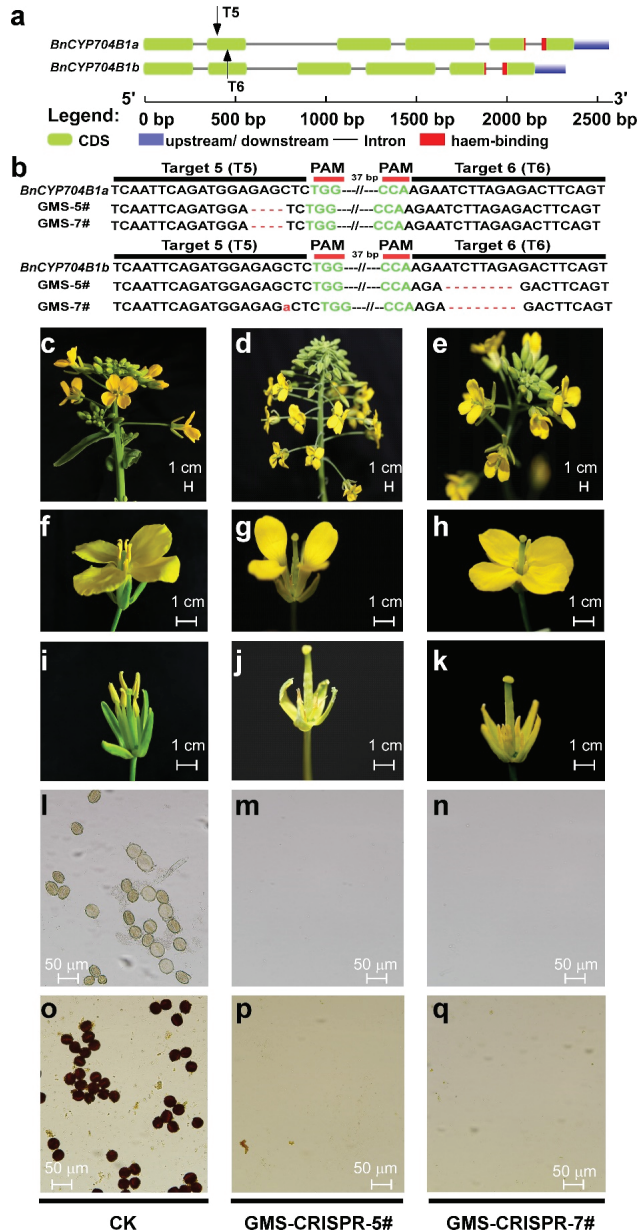 a
T5
BnCYP704B1a
BnCYP704B1b
T6
5' 3'
Legend: 0 bp 500 bp 1000 bp 1500 bp 2000 bp 2500 bp
CDS upstream/ downstream Intron haem-binding
b
Target 5 (T5) PAM 37 bp PAM Target 6 (T6)
BnCYP704B1a TCAATTCAGATGGAGAGCTCTGG---//---CCAAGAATCTTAGAGACTTCAGT
GMS-5# TCAATTCAGATGGA----TCTGG---//---CCAAGAATCTTAGAGACTTCAGT
GMS-7# TCAATTCAGATGGA----TCTGG---//---CCAAGAATCTTAGAGACTTCAGT
Target 5 (T5) PAM 37 bp PAM Target 6 (T6)
BnCYP704B1b TCAATTCAGATGGAGAGCTCTGG---//---CCAAGAATCTTAGAGACTTCAGT
GMS-5# TCAATTCAGATGGAGAGCTCTGG---//---CCAAGA--------GACTTCAGT
GMS-7# TCAATTCAGATGGAGAGaCTCTGG---//---CCAAGA--------GACTTCAGT
c d e
1 cm 1 cm 1 cm
f g h
1 cm 1 cm 1 cm
i j k
1 cm 1 cm 1 cm
l m n
50 μm 50 μm 50 μm
o p q
50 μm 50 μm 50 μm
CK GMS-CRISPR-5# GMS-CRISPR-7#